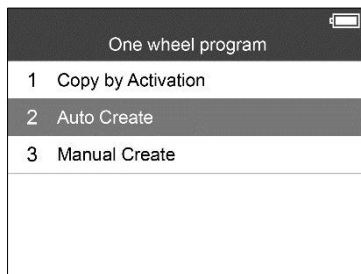 One wheel program
1 Copy by Activation
2 Auto Create
3 Manual Create